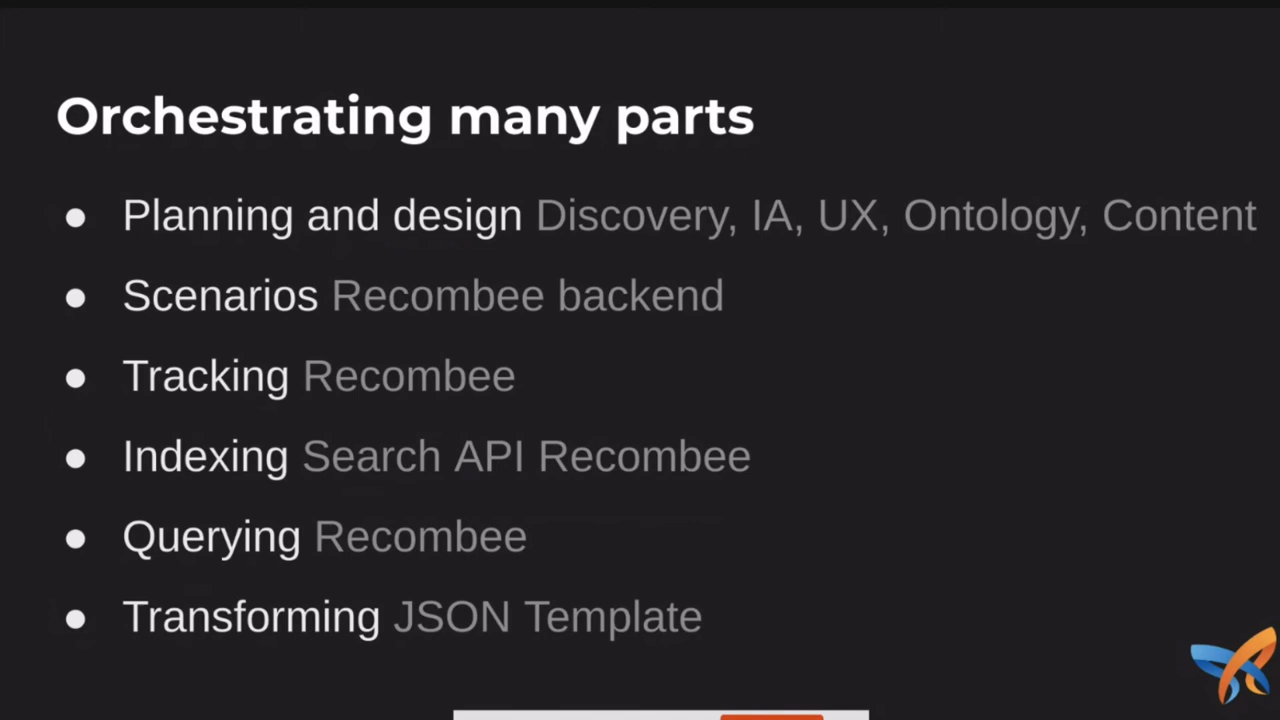 Orchestrating many parts
● Planning and design Discovery, IA, UX, Ontology, Content
● Scenarios Recombee backend
● Tracking Recombee
● Indexing Search API Recombee
● Querying Recombee
● Transforming JSON Template